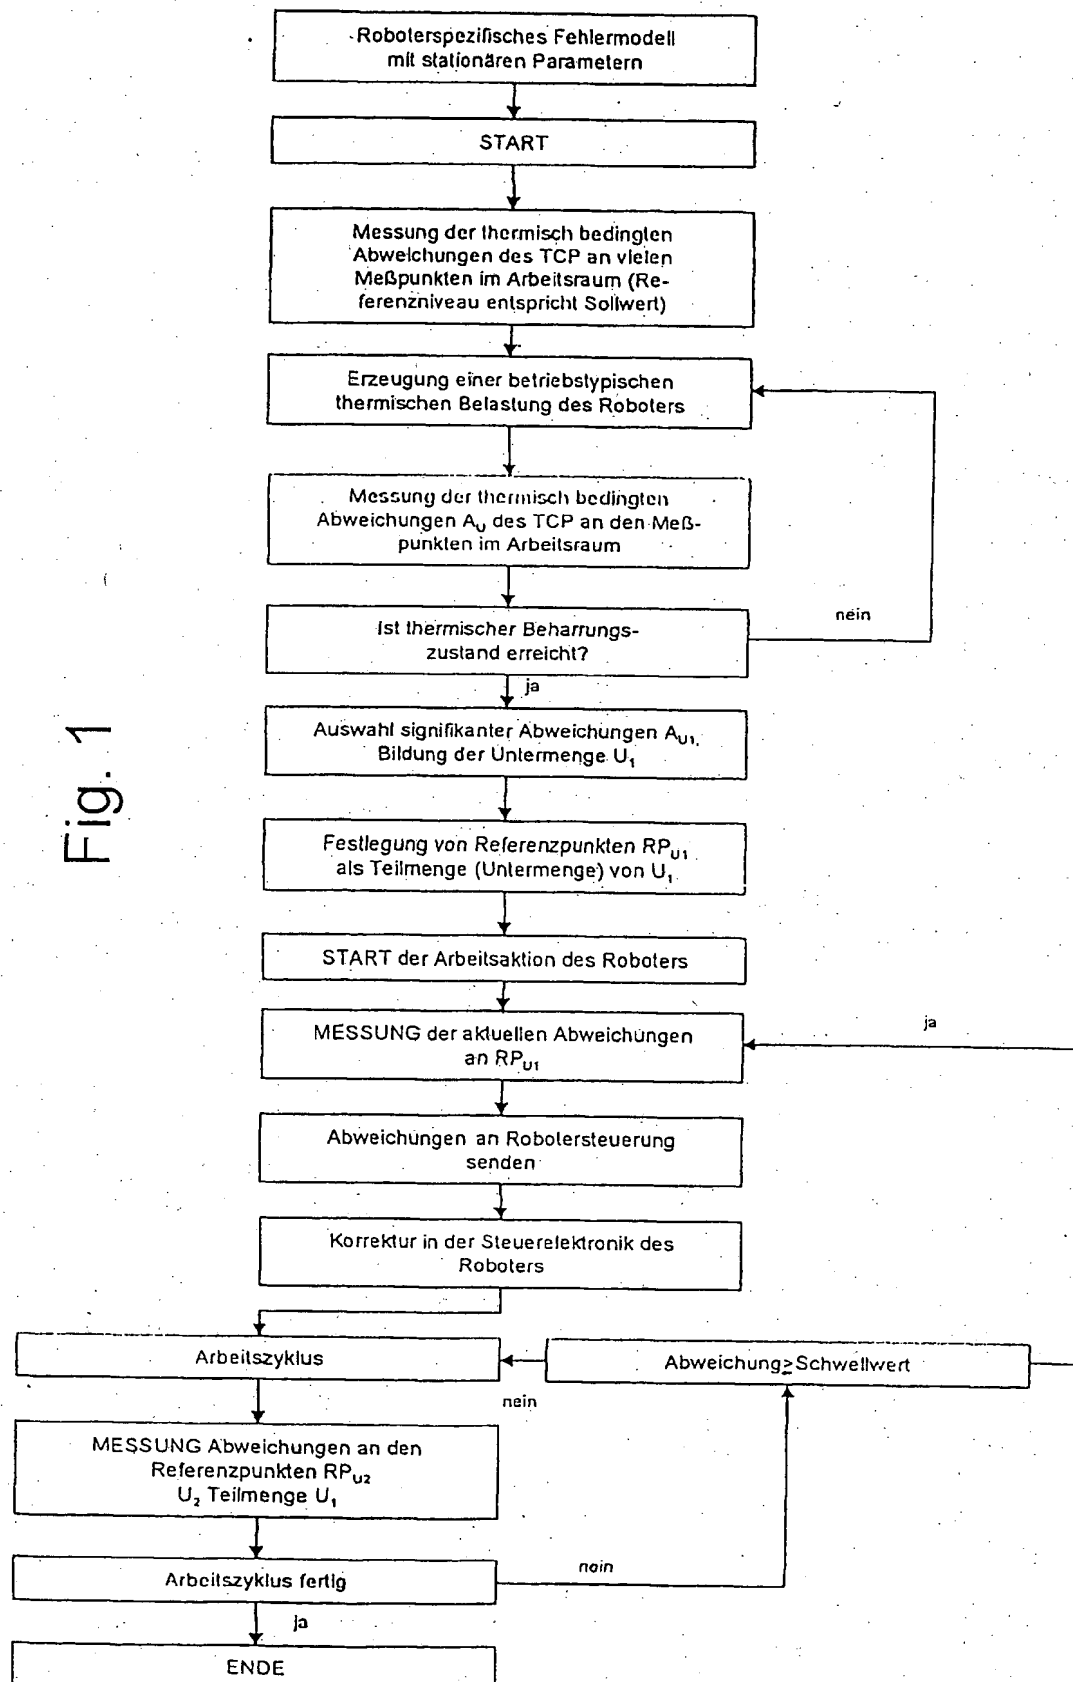 Roboterspezifisches Fehlermodell
mit stationären Parametern
START
Messung der thermisch bedingten
Abweichungen des TCP an vielen
Meßpunkten im Arbeitsraum (Re-
ferenzniveau entspricht Sollwert)
Erzeugung einer betriebstypischen
thermischen Belastung des Roboters
Messung der thermisch bedingten
Abweichungen A_U des TCP an den Meß-
punkten im Arbeitsraum
Ist thermischer Beharrungs-
zustand erreicht?
nein
ja
Auswahl signifikanter Abweichungen A_U1,
Bildung der Untermenge U_1
Fig. 1
Festlegung von Referenzpunkten RP_U1
als Teilmenge (Untermenge) von U_1
START der Arbeitsaktion des Roboters
MESSUNG der aktuellen Abweichungen
an RP_U1
ja
Abweichungen an Robotersteuerung
senden
Korrektur in der Steuerelektronik des
Roboters
Arbeitszyklus
Abweichung≥Schwellwert
nein
MESSUNG Abweichungen an den
Referenzpunkten RP_U2
U_2 Teilmenge U_1
Arbeitszyklus fertig
nein
ja
ENDE